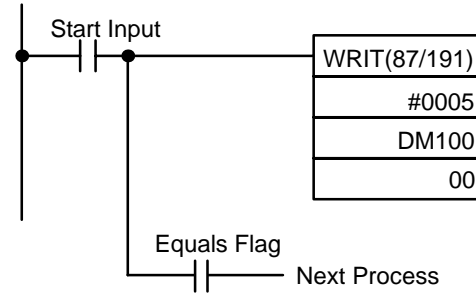 Start Input
WRIT(87/191)
#0005
DM100
00
Equals Flag
Next Process